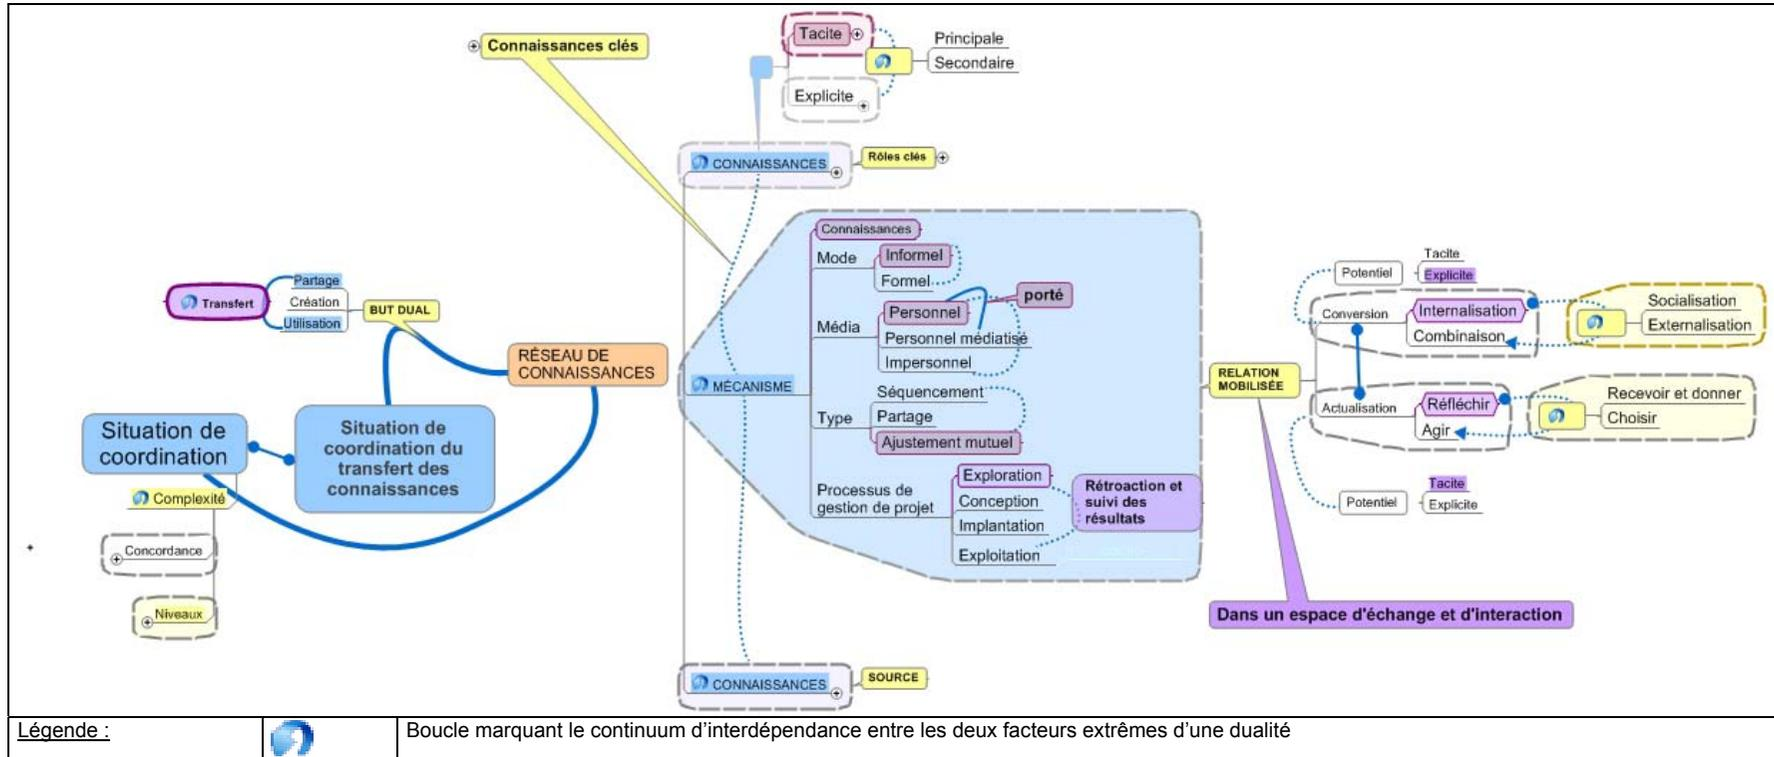 Connaissances clés
Tacite
Principale
Secondaire
Explicite
CONNAISSANCES
Rôles clés
Connaissances
Mode
Informel
Formel
porté
Média
Personnel
Personnel médiatisé
Impersonnel
MÉCANISME
Type
Séquencement
Partage
Ajustement mutuel
Processus de
gestion de projet
Exploration
Conception
Implantation
Exploitation
Rétroaction et
suivi des
résultats
CONNAISSANCES
SOURCE
Transfert
Partage
Création
Utilisation
BUT DUAL
RÉSEAU DE
CONNAISSANCES
Situation de
coordination
Situation de
coordination du
transfert des
connaissances
Complexité
Concordance
Niveaux
RELATION
MOBILISÉE
Potentiel
Tacite
Explicite
Conversion
Internalisation
Combinaison
Socialisation
Externalisation
Actualisation
Réfléchir
Agir
Recevoir et donner
Choisir
Potentiel
Tacite
Explicite
Dans un espace d'échange et d'interaction
Légende :
Boucle marquant le continuum d’interdépendance entre les deux facteurs extrêmes d’une dualité